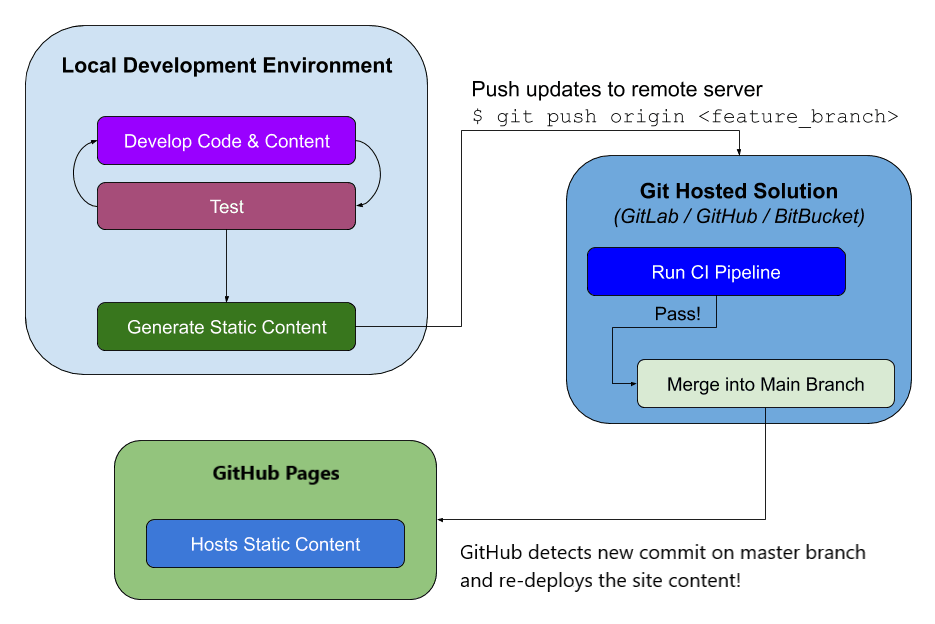 Local Development Environment
Develop Code & Content
Test
Generate Static Content
Push updates to remote server
$ git push origin <feature_branch>
Git Hosted Solution
(GitLab / GitHub / BitBucket)
Run CI Pipeline
Pass!
Merge into Main Branch
GitHub Pages
Hosts Static Content
GitHub detects new commit on master branch
and re-deploys the site content!